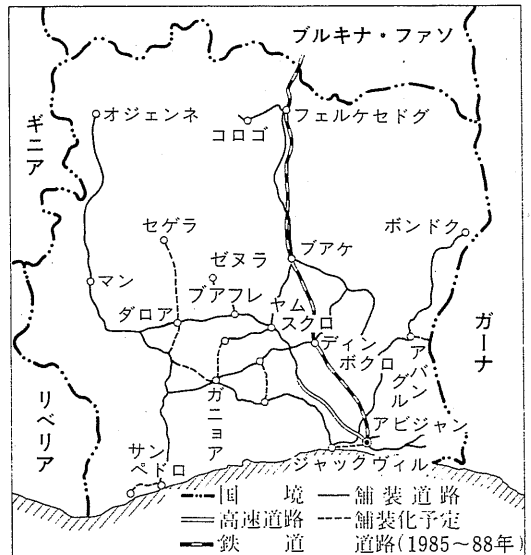 ブルキナ・ファソ
ギニア
オジェンネ
フェルケセドグ
コロゴ
セゲラ
ボンドク
ゼヌラ
ブアケ
マン
ブアフレ
ヤム
スクロ
ダロア
ディン
ボクロ
アバン
グル
ガーナ
リベリア
ガニョア
アビジャン
サン
ペドロ
ジャックヴィル
国境
舗装道路
高速道路
舗装化予定
鉄道
道路(1985〜88年)